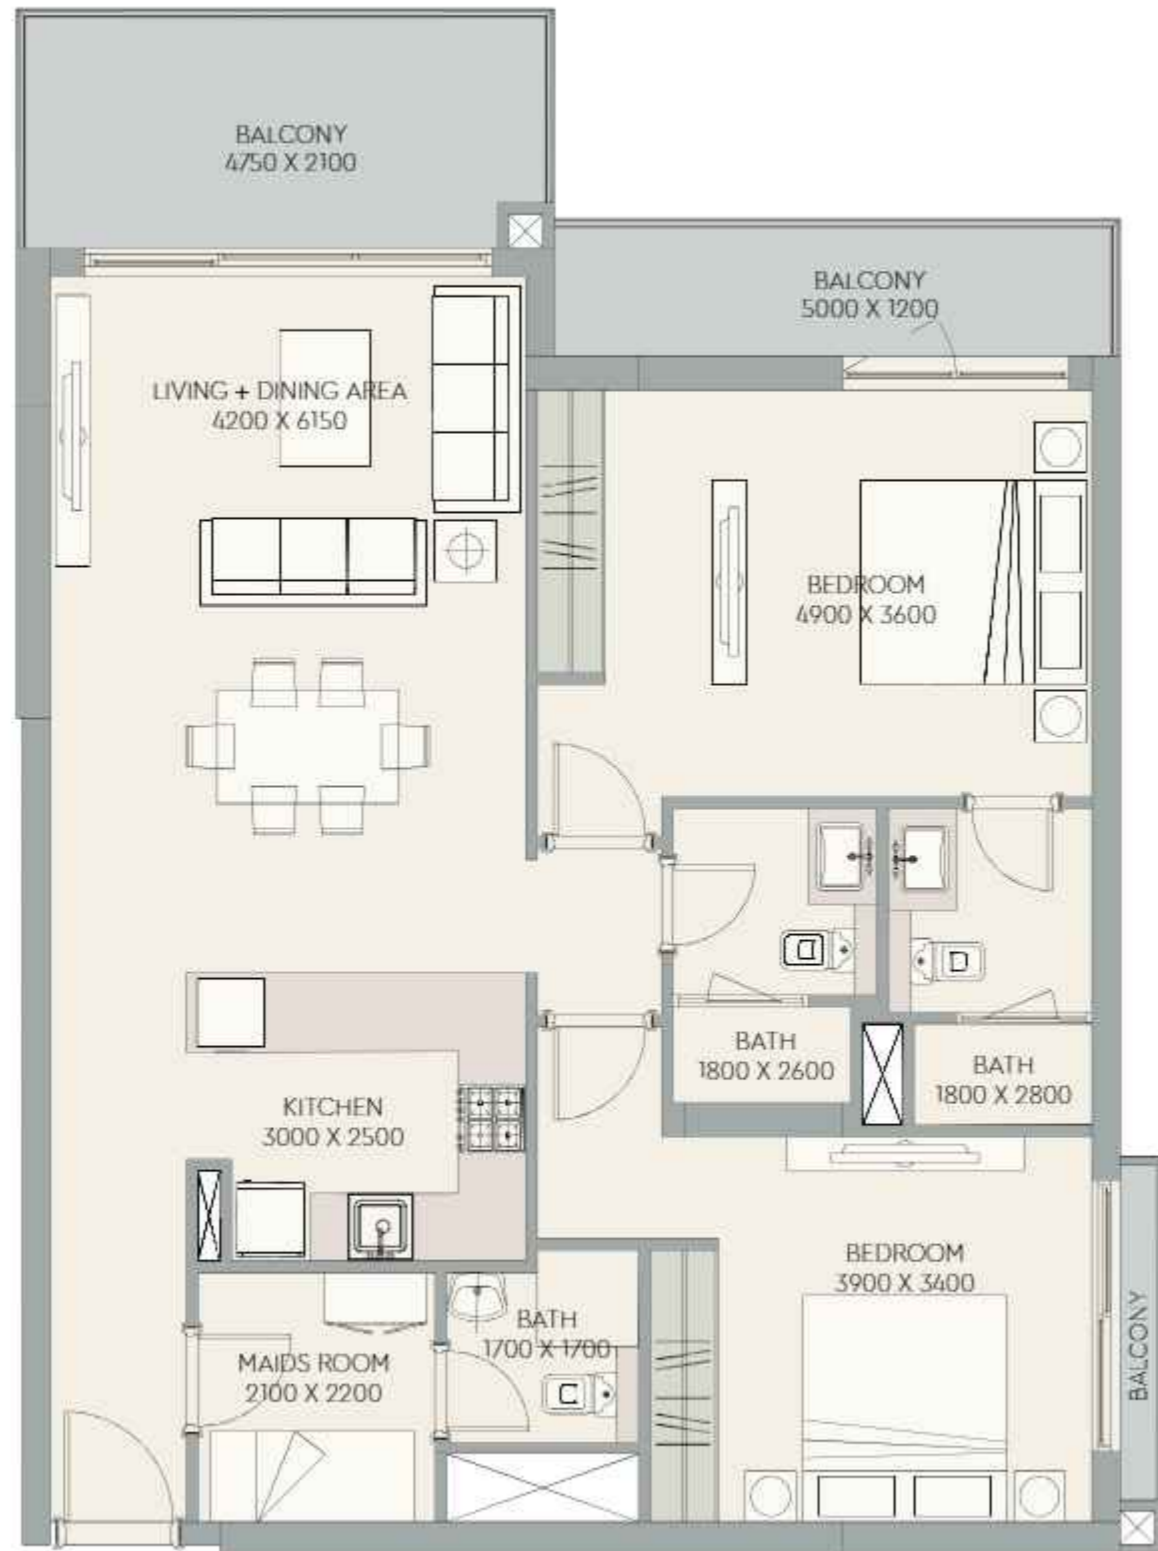 BALCONY
4750 X 2100
BALCONY
5000 X 1200
LIVING + DINING AREA
4200 X 6150
BEDROOM
4900 X 3600
BATH
1800 X 2600
BATH
1800 X 2800
KITCHEN
3000 X 2500
BEDROOM
3900 X 3400
BALCONY
BATH
1700 X 1700
MAIDS ROOM
2100 X 2200